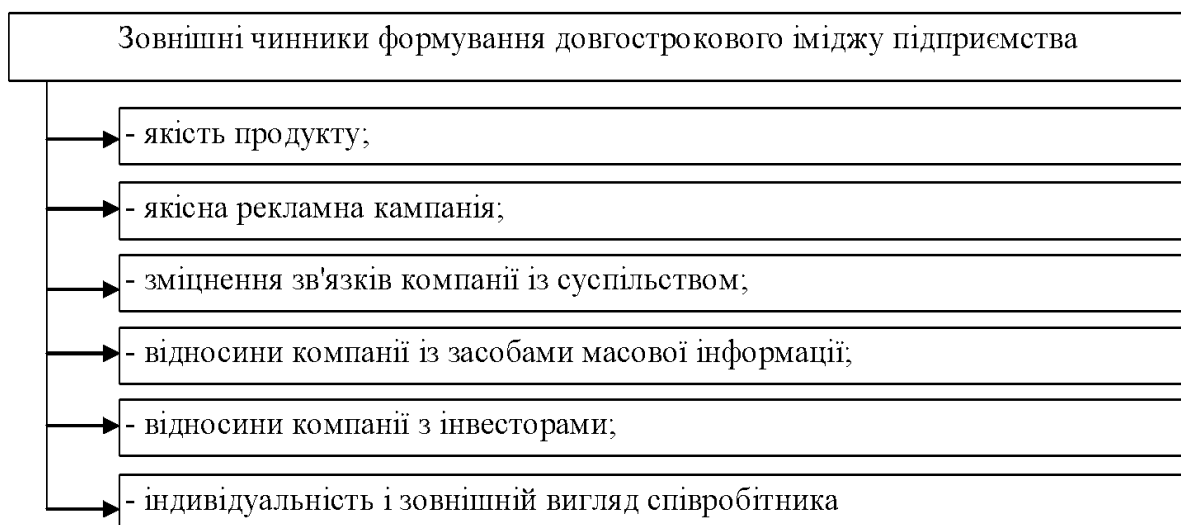 Зовнішні чинники формування довгострокового іміджу підприємства
- якість продукту;
- якісна рекламна кампанія;
- зміцнення зв'язків компанії із суспільством;
- відносини компанії із засобами масової інформації;
- відносини компанії з інвесторами;
- індивідуальність і зовнішній вигляд співробітника